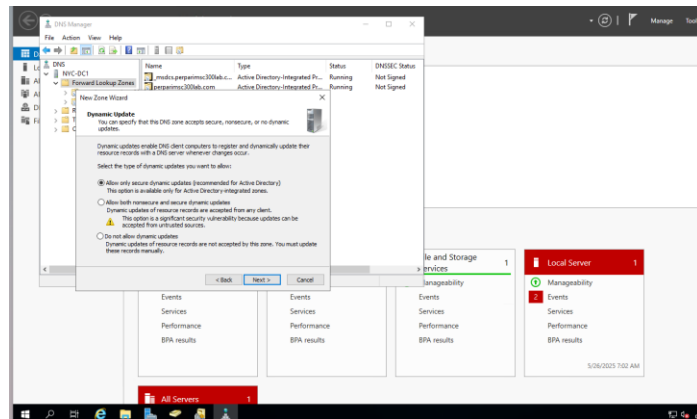 DNS Manager
File Action View Help
DNS
NYC-DC1
Forward Lookup Zones
Name Type Status DNSSEC Status
_msdcs.perparimsc300lab.c... Active Directory-Integrated Pr... Running Not Signed
perparimsc300lab.com Active Directory-Integrated Pr... Running Not Signed
New Zone Wizard
Dynamic Update
You can specify that this DNS zone accepts secure, nonsecure, or no dynamic
updates.
Dynamic updates enable DNS client computers to register and dynamically update their
resource records with a DNS server whenever changes occur.
Select the type of dynamic updates you want to allow:
Allow only secure dynamic updates (recommended for Active Directory)
This option is available only for Active Directory-integrated zones.
Allow both nonsecure and secure dynamic updates
Dynamic updates of resource records are accepted from any client.
This option is a significant security vulnerability because updates can be
accepted from untrusted sources.
Do not allow dynamic updates
Dynamic updates of resource records are not accepted by this zone. You must update
these records manually.
< Back Next > Cancel
Manage Tool
Events
Services
Performance
BPA results
Events
Services
Performance
BPA results
le and Storage 1
ervices
Manageability
Events
Services
Performance
BPA results
Local Server 1
Manageability
2 Events
Services
Performance
BPA results
5/26/2025 7:02 AM
All Servers 1